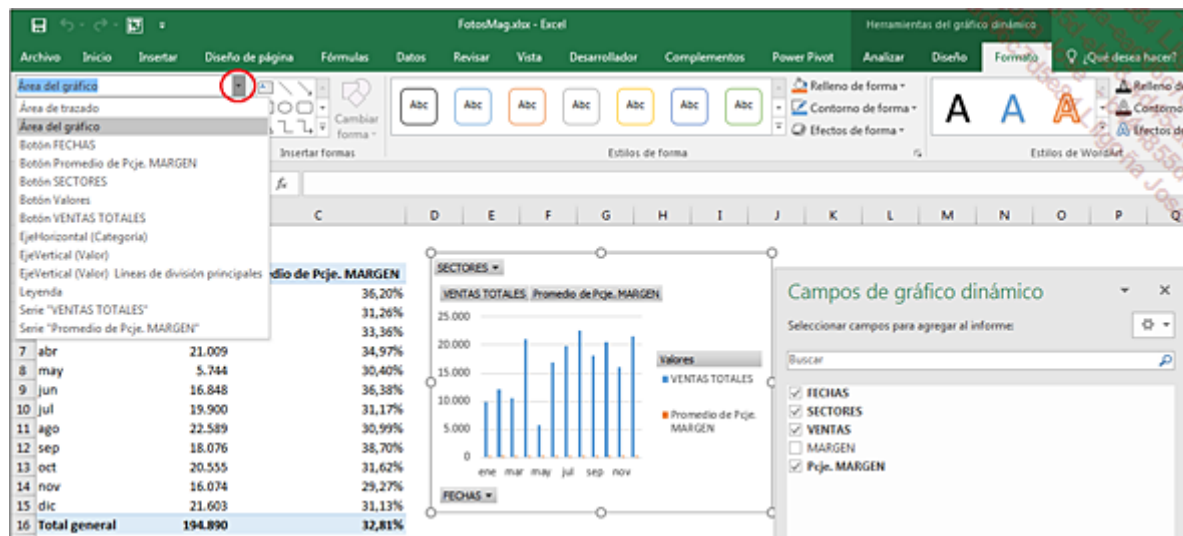 FotosMag.xlsx - Excel
Herramientas del gráfico dinámico
Archivo Inicio Insertar Diseño de página Fórmulas Datos Revisar Vista Desarrollador Complementos Power Pivot Analizar Diseño Formato ¿Qué desea hacer?
Área del gráfico
Área de trazado
Área del gráfico
Botón FECHAS
Botón Promedio de Pcje. MARGEN
Botón SECTORES
Botón Valores
Botón VENTAS TOTALES
EjeHorizontal (Categoría)
EjeVertical (Valor)
EjeVertical (Valor) Líneas de división principales
Leyenda
Serie "VENTAS TOTALES"
Serie "Promedio de Pcje. MARGEN"
Cambiar
forma
Insertar formas
Abc Abc Abc Abc Abc Abc
Relleno de forma
Contorno de forma
Efectos de forma
Estilos de forma
A A A
Relleno d
Contorno
Efectos de
Estilos de WordArt
fx
C D E F G H I J K L M N O P Q
dio de Pcje. MARGEN
36,20%
31,26%
33,36%
7 abr 21.009 34,97%
8 may 5.744 30,40%
9 jun 16.848 36,38%
10 jul 19.900 31,17%
11 ago 22.589 30,99%
12 sep 18.076 38,70%
13 oct 20.555 31,62%
14 nov 16.074 29,27%
15 dic 21.603 31,13%
16 Total general 194.890 32,81%
SECTORES
VENTAS TOTALES Promedio de Pcje. MARGEN
25.000
20.000
15.000
10.000
5.000
0
ene mar may jul sep nov
FECHAS
Valores
VENTAS TOTALES
Promedio de Pcje.
MARGEN
Campos de gráfico dinámico
Seleccionar campos para agregar al informe:
Buscar
FECHAS
SECTORES
VENTAS
MARGEN
Pcje. MARGEN